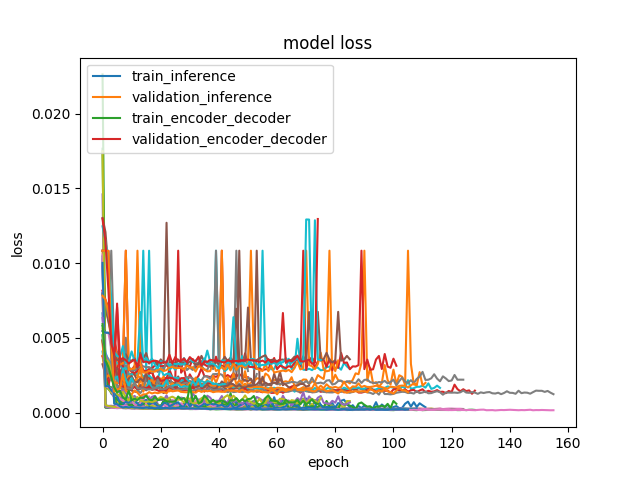 model loss
train_inference
validation_inference
train_encoder_decoder
validation_encoder_decoder
0.020
0.015
0.010
0.005
0.000
loss
0 20 40 60 80 100 120 140 160
epoch